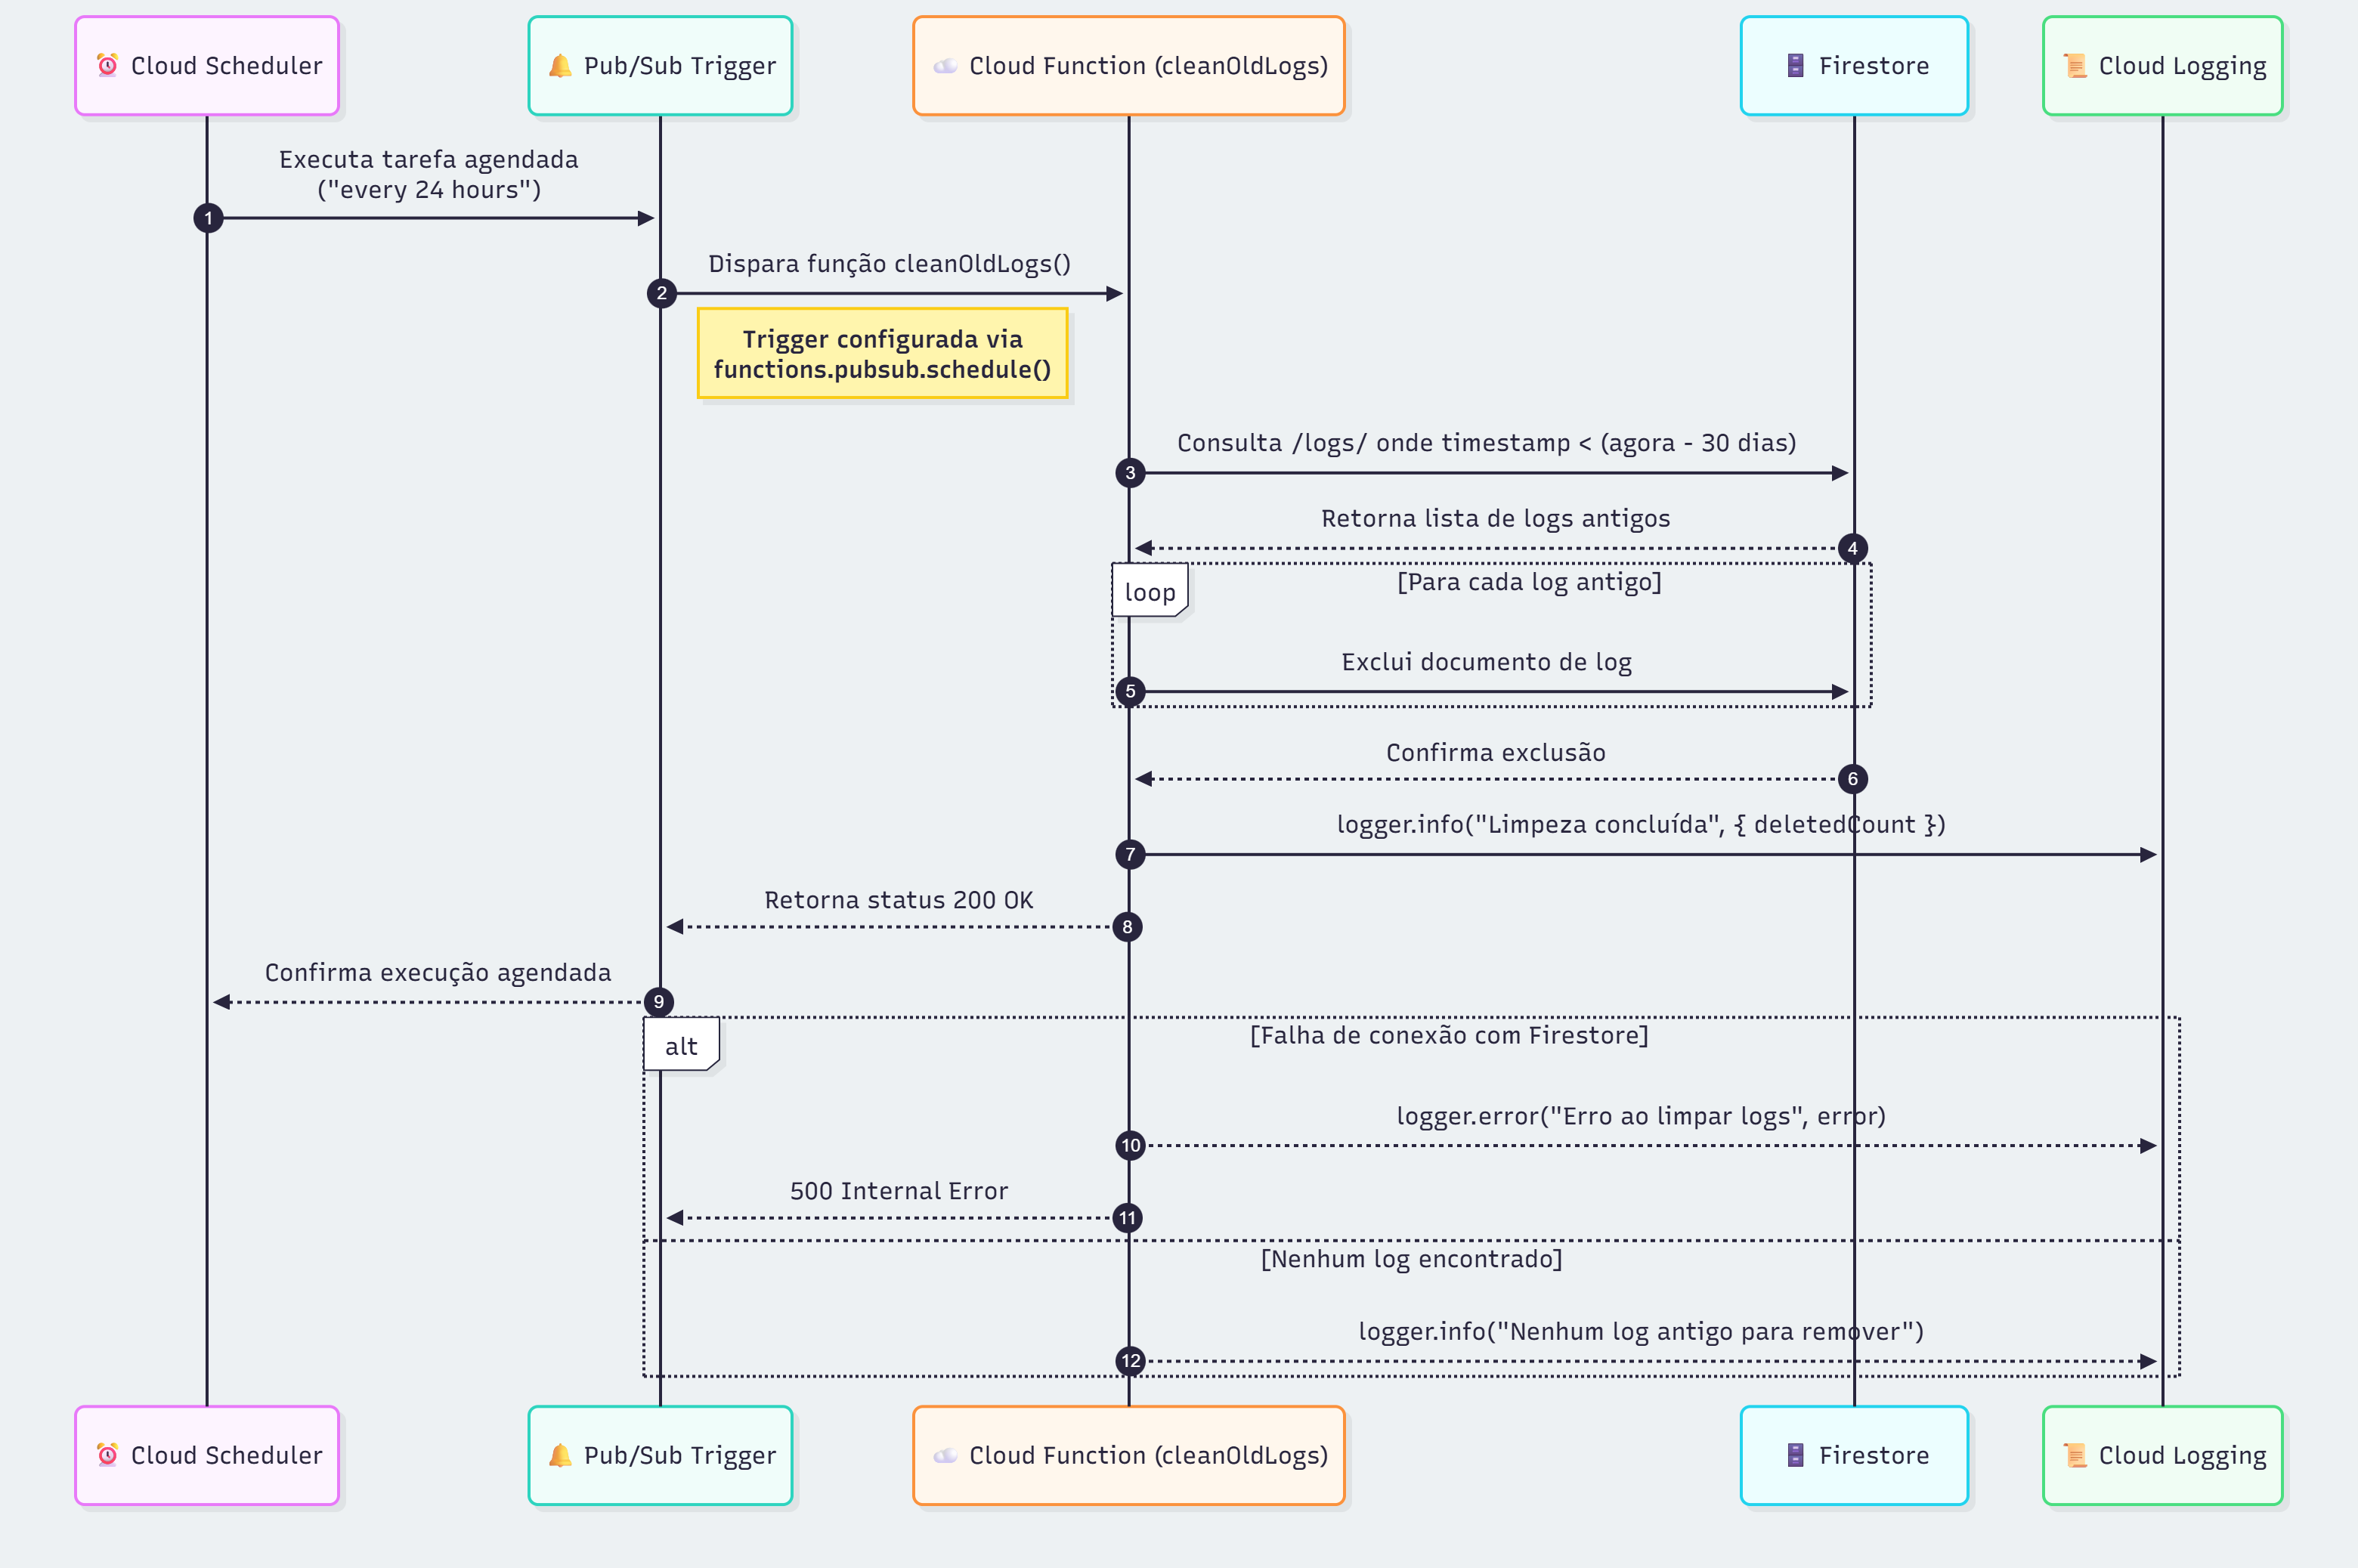 ⏰ Cloud Scheduler
🔔 Pub/Sub Trigger
☁️ Cloud Function (cleanOldLogs)
🗄️ Firestore
📜 Cloud Logging
Executa tarefa agendada
("every 24 hours")
1
Dispara função cleanOldLogs()
2
Trigger configurada via
functions.pubsub.schedule()
Consulta /logs/ onde timestamp < (agora - 30 dias)
3
Retorna lista de logs antigos
4
loop
[Para cada log antigo]
Exclui documento de log
5
Confirma exclusão
6
logger.info("Limpeza concluída", { deletedCount })
7
Retorna status 200 OK
8
Confirma execução agendada
9
alt
[Falha de conexão com Firestore]
logger.error("Erro ao limpar logs", error)
10
500 Internal Error
11
[Nenhum log encontrado]
logger.info("Nenhum log antigo para remover")
12
⏰ Cloud Scheduler
🔔 Pub/Sub Trigger
☁️ Cloud Function (cleanOldLogs)
🗄️ Firestore
📜 Cloud Logging